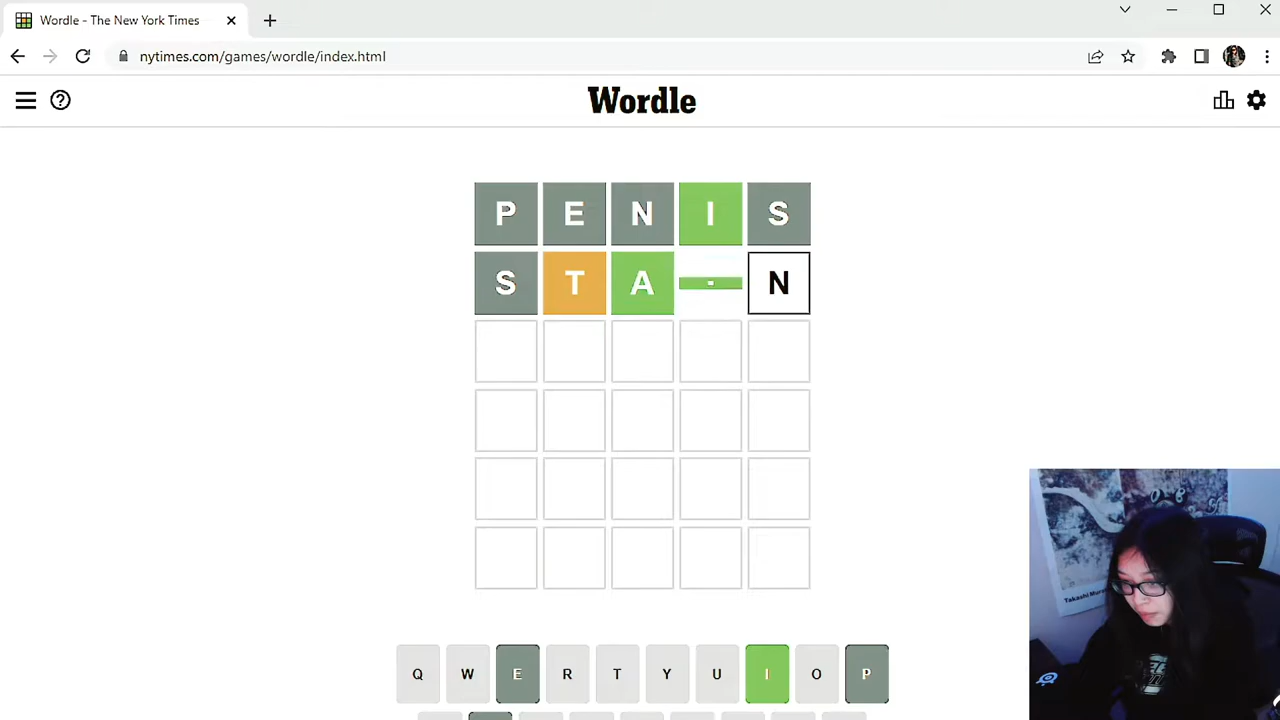 Wordle - The New York Times
nytimes.com/games/wordle/index.html
Wordle
P E N I S
S T A N
Q W E R T Y U I O P